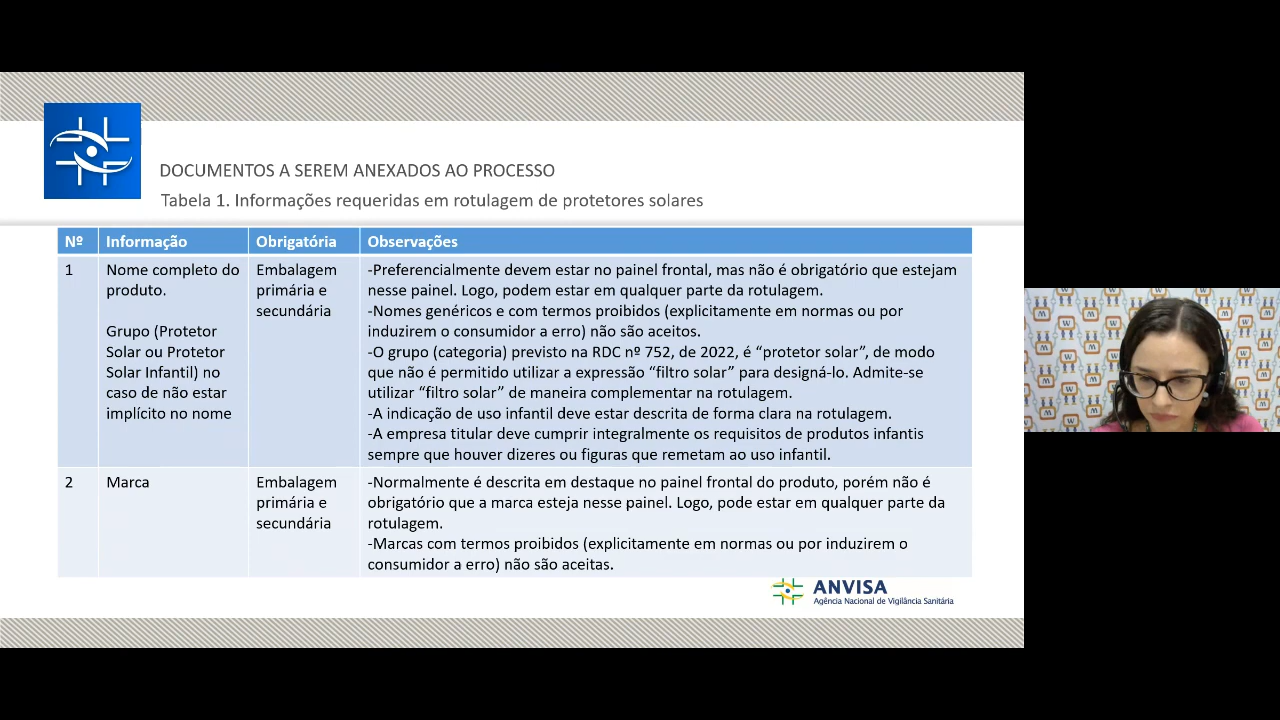 DOCUMENTOS A SEREM ANEXADOS AO PROCESSO
Tabela 1. Informações requeridas em rotulagem de protetores solares
Nº Informação Obrigatória Observações
1
Nome completo do
produto.
Grupo (Protetor
Solar ou Protetor
Solar Infantil) no
caso de não estar
implícito no nome
Embalagem
primária e
secundária
-Preferencialmente devem estar no painel frontal, mas não é obrigatório que estejam
nesse painel. Logo, podem estar em qualquer parte da rotulagem.
-Nomes genéricos e com termos proibidos (explicitamente em normas ou por
induzirem o consumidor a erro) não são aceitos.
-O grupo (categoria) previsto na RDC nº 752, de 2022, é “protetor solar”, de modo
que não é permitido utilizar a expressão “filtro solar” para designá-lo. Admite-se
utilizar “filtro solar” de maneira complementar na rotulagem.
-A indicação de uso infantil deve estar descrita de forma clara na rotulagem.
-A empresa titular deve cumprir integralmente os requisitos de produtos infantis
sempre que houver dizeres ou figuras que remetam ao uso infantil.
2
Marca
Embalagem
primária e
secundária
-Normalmente é descrita em destaque no painel frontal do produto, porém não é
obrigatório que a marca esteja nesse painel. Logo, pode estar em qualquer parte da
rotulagem.
-Marcas com termos proibidos (explicitamente em normas ou por induzirem o
consumidor a erro) não são aceitas.
ANVISA
Agência Nacional de Vigilância Sanitária